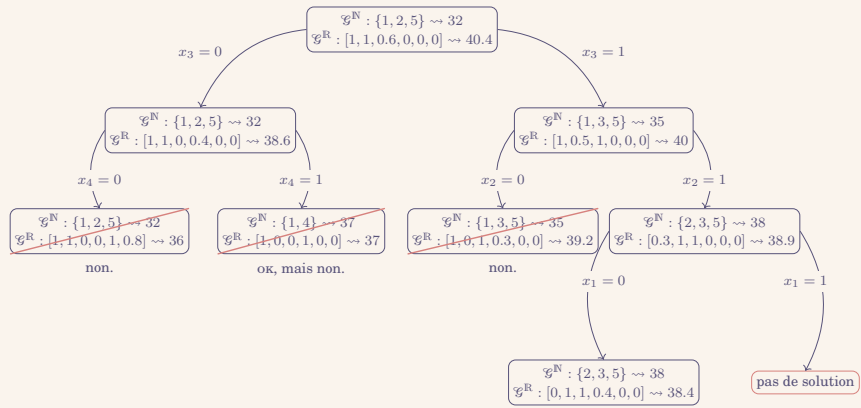 𝒢^ℕ : {1, 2, 5} ⇝ 32
𝒢^ℝ : [1, 1, 0.6, 0, 0, 0] ⇝ 40.4
x₃ = 0
x₃ = 1
𝒢^ℕ : {1, 2, 5} ⇝ 32
𝒢^ℝ : [1, 1, 0, 0.4, 0, 0] ⇝ 38.6
𝒢^ℕ : {1, 3, 5} ⇝ 35
𝒢^ℝ : [1, 0.5, 1, 0, 0, 0] ⇝ 40
x₄ = 0
x₄ = 1
x₂ = 0
x₂ = 1
𝒢^ℕ : {1, 2, 5} ⇝ 32
𝒢^ℝ : [1, 1, 0, 0, 1, 0.8] ⇝ 36
non.
𝒢^ℕ : {1, 4} ⇝ 37
𝒢^ℝ : [1, 0, 0, 1, 0, 0] ⇝ 37
OK, mais non.
𝒢^ℕ : {1, 3, 5} ⇝ 35
𝒢^ℝ : [1, 0, 1, 0.3, 0, 0] ⇝ 39.2
non.
𝒢^ℕ : {2, 3, 5} ⇝ 38
𝒢^ℝ : [0.3, 1, 1, 0, 0, 0] ⇝ 38.9
x₁ = 0
x₁ = 1
𝒢^ℕ : {2, 3, 5} ⇝ 38
𝒢^ℝ : [0, 1, 1, 0.4, 0, 0] ⇝ 38.4
pas de solution